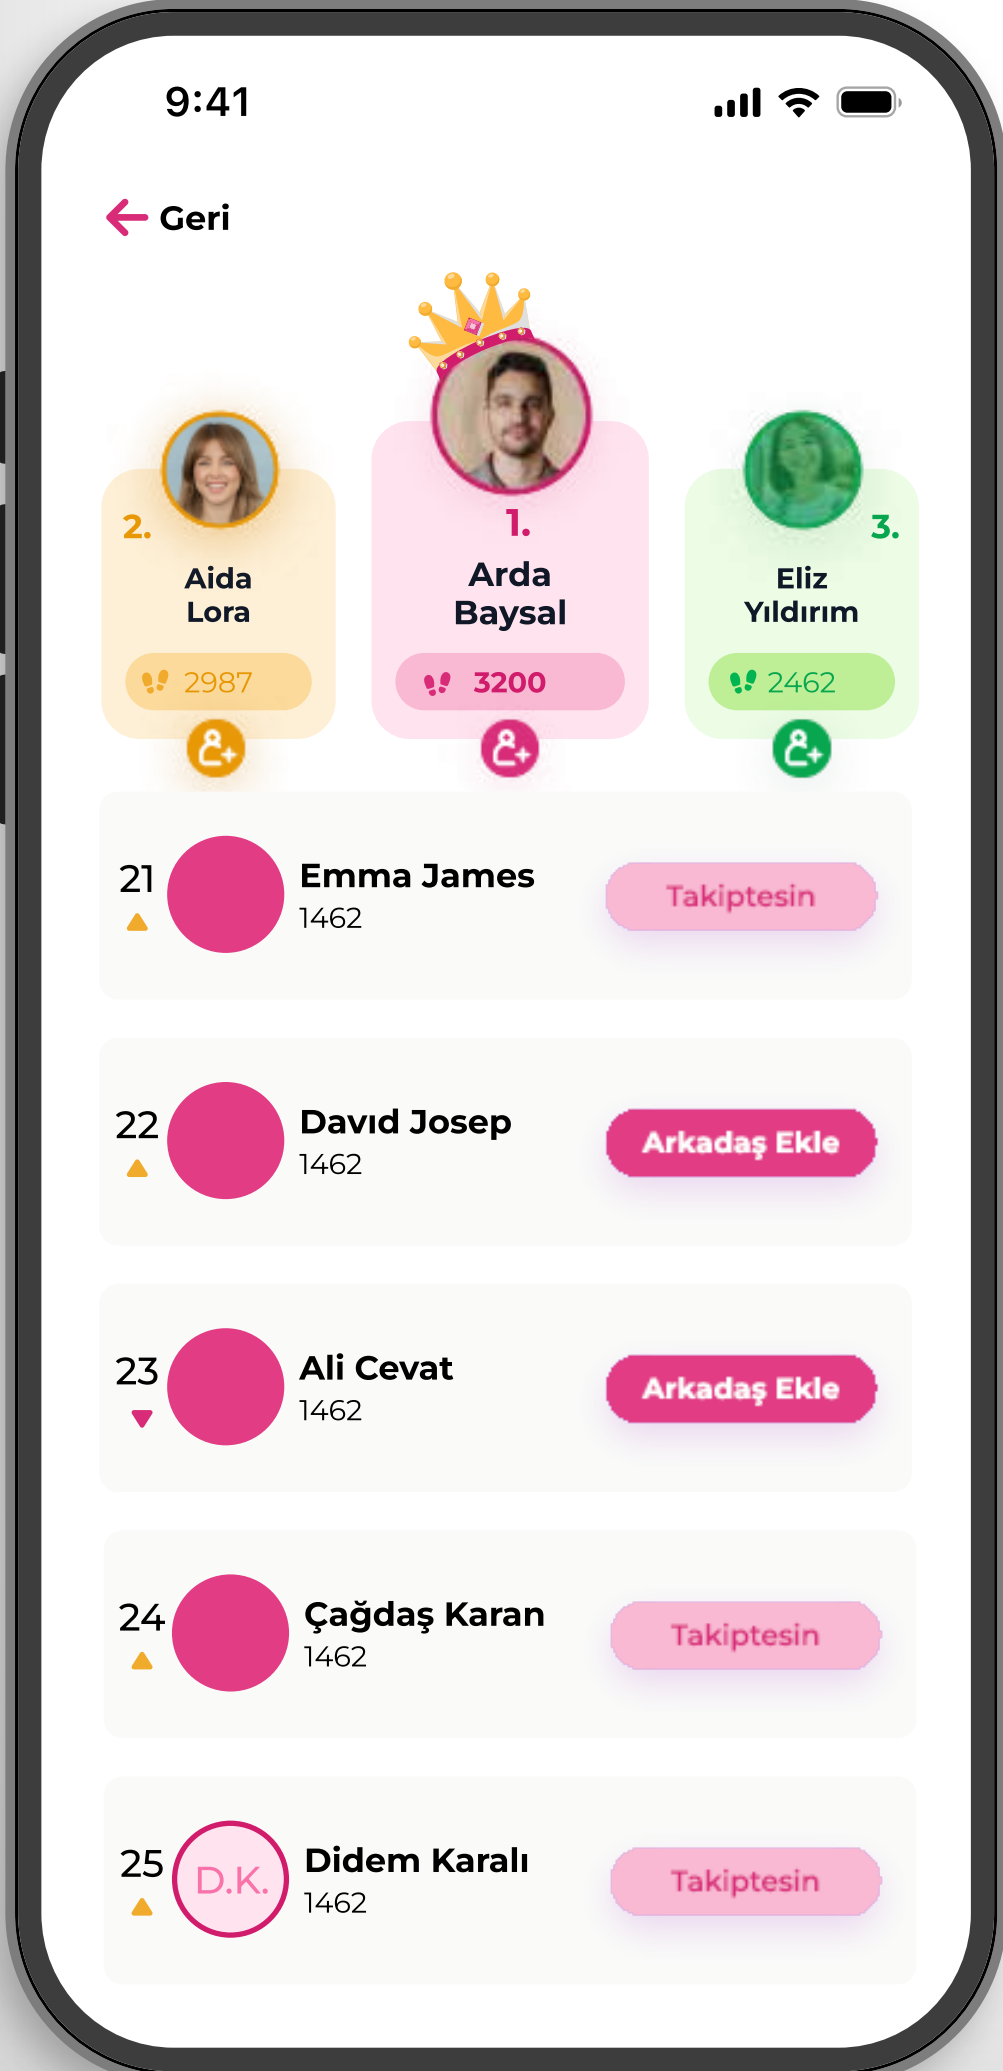 9:41
Geri
1.
2.
3.
Aida
Lora
Arda
Baysal
Eliz
Yıldırım
2987
3200
2462
21
Emma James
1462
Takiptesin
22
Davıd Josep
1462
Arkadaş Ekle
23
Ali Cevat
1462
Arkadaş Ekle
24
Çağdaş Karan
1462
Takiptesin
25
D.K.
Didem Karalı
1462
Takiptesin